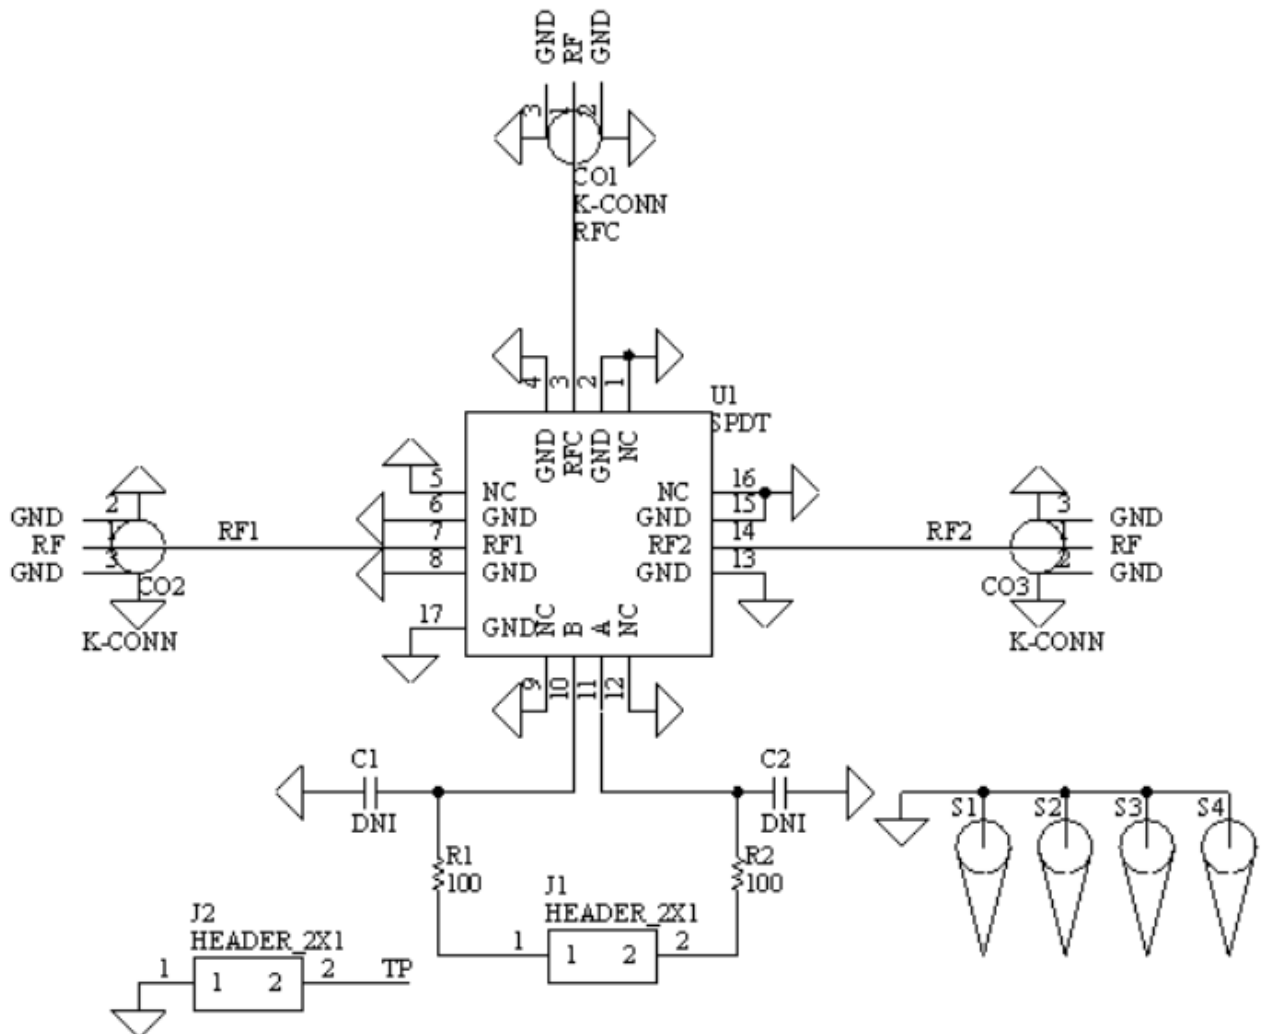 GND
RF
GND
3
1
2
CO1
K-CONN
RFC
4
3
2
1
U1
SPDT
GND
RFC
GND
NC
5
NC
6
GND
7
RF1
8
GND
17
GND
NC
16
GND
15
RF2
14
GND
13
NC
B
A
NC
9
10
11
12
GND
2
RF
1
GND
3
RF1
CO2
K-CONN
RF2
3
GND
1
RF
2
GND
CO3
K-CONN
C1
DNI
C2
DNI
R1
100
R2
100
J1
HEADER_2X1
1
1 2
2
J2
HEADER_2X1
1
1 2
2
TP
S1
S2
S3
S4